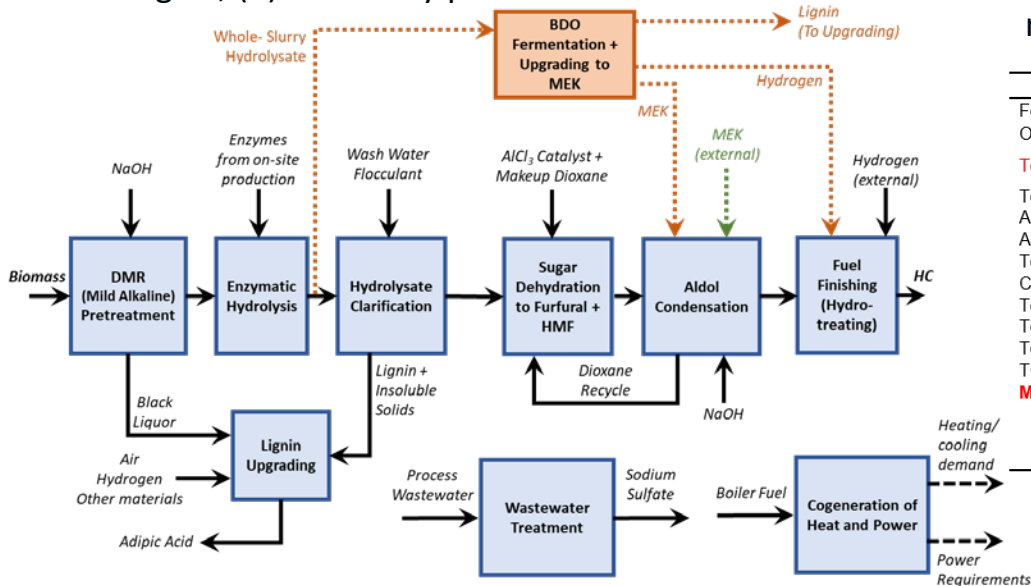 BDO
Fermentation +
Upgrading to
MEK
Lignin
(To Upgrading)
Whole- Slurry
Hydrolysate
Hydrogen
MEK
MEK
(external)
NaOH
Enzymes
from on-site
production
Wash Water
Flocculant
AlCl₃ Catalyst +
Makeup Dioxane
Hydrogen
(external)
Biomass
DMR
(Mild Alkaline)
Pretreatment
Enzymatic
Hydrolysis
Hydrolysate
Clarification
Sugar
Dehydration
to Furfural +
HMF
Aldol
Condensation
Fuel
Finishing
(Hydro-
treating)
HC
Black
Liquor
Lignin +
Insoluble
Solids
Dioxane
Recycle
NaOH
Air
Hydrogen
Other materials
Lignin
Upgrading
Adipic Acid
Process
Wastewater
Wastewater
Treatment
Sodium
Sulfate
Boiler Fuel
Cogeneration of
Heat and Power
Heating/
cooling
demand
Power
Requirements